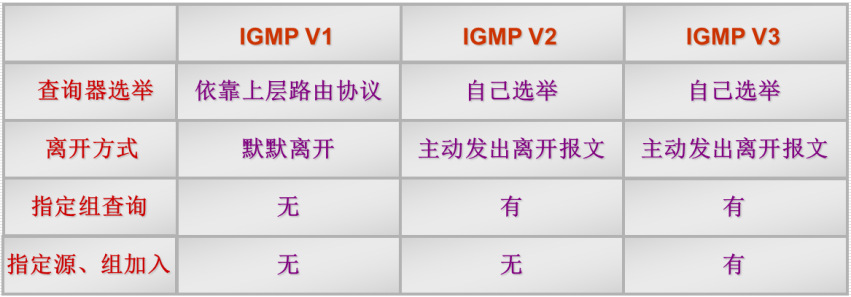 IGMP V1 IGMP V2 IGMP V3
查询器选举 依靠上层路由协议 自己选举 自己选举
离开方式 默默离开 主动发出离开报文 主动发出离开报文
指定组查询 无 有 有
指定源、组加入 无 无 有